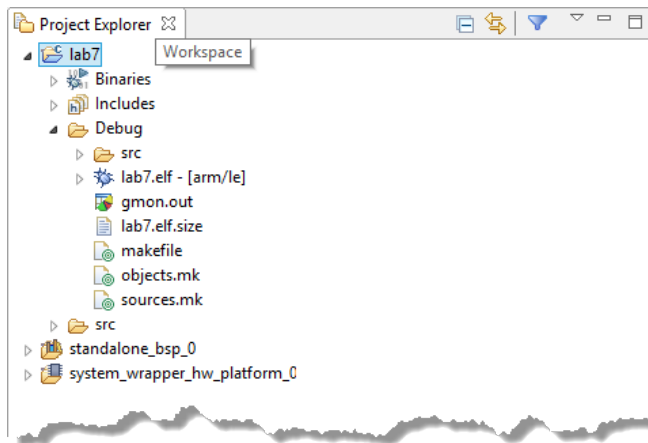 Project Explorer
Workspace
lab7
Binaries
Includes
Debug
src
lab7.elf - [arm/le]
gmon.out
lab7.elf.size
makefile
objects.mk
sources.mk
src
standalone_bsp_0
system_wrapper_hw_platform_0